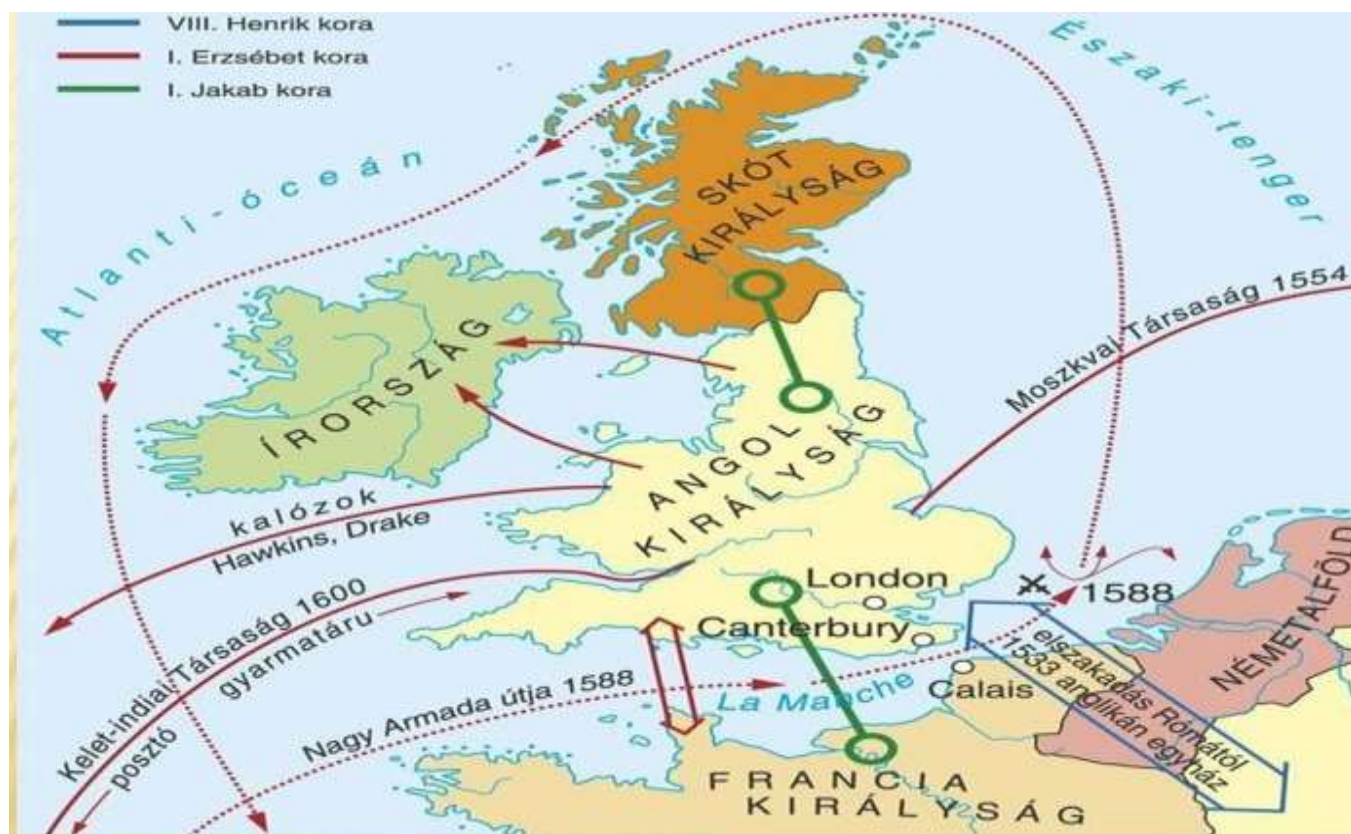 VIII. Henrik kora
I. Erzsébet kora
I. Jakab kora
Atlanti-óceán
Északi-tenger
SKÓT
KIRÁLYSÁG
Moszkvai Társaság 1554
ÍRORSZÁG
ANGOL
KIRÁLYSÁG
kalózok
Hawkins, Drake
Kelet-indiai Társaság 1600
gyarmatáru
posztó
London
Canterbury
1588
NÉMETALFÖLD
elszakadás Rómától
1533 anglikán egyház
Nagy Armada útja 1588
La Manche
Calais
FRANCIA
KIRÁLYSÁG